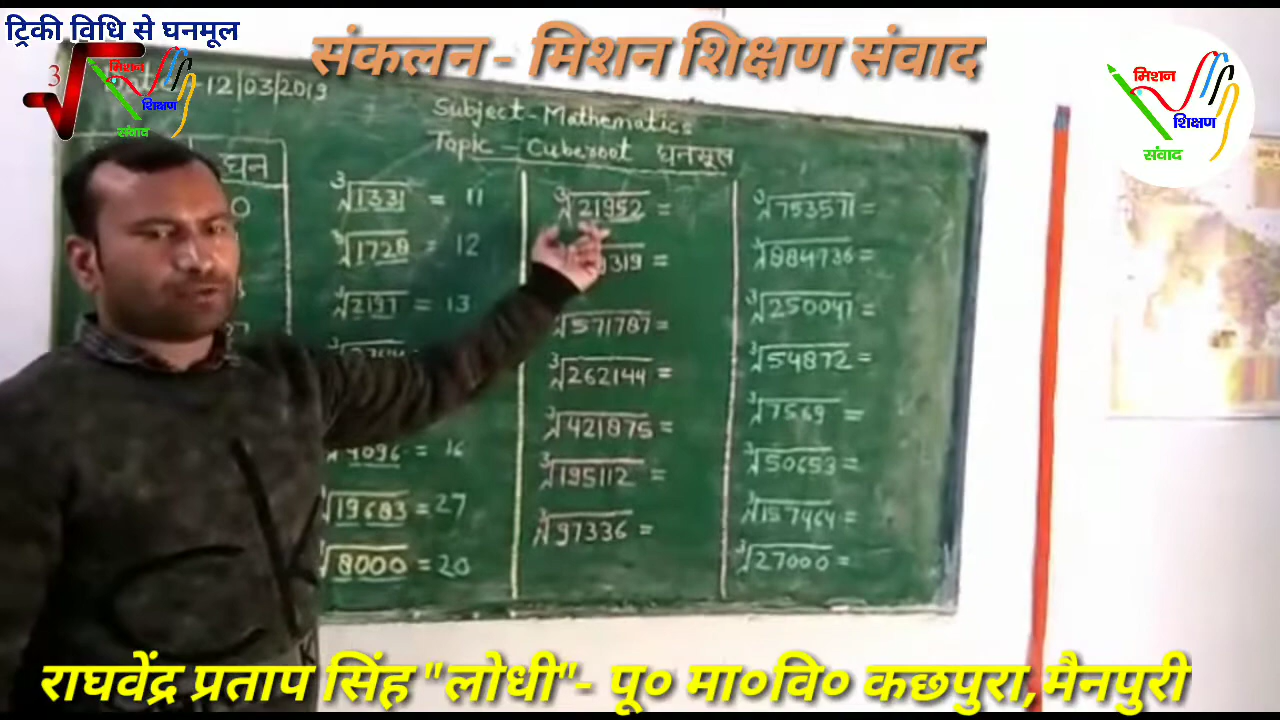 ट्रिकी विधि से घनमूल
संकलन - मिशन शिक्षण संवाद
3
मिशन
शिक्षण
संवाद
मिशन
शिक्षण
संवाद
12|03|2019
Subject-Mathematics
Topic - Cuberoot घनमूल
घन
∛1331 = 11
∛1728 = 12
∛2197 = 13
4096 = 16
∛19683 = 27
∛8000 = 20
∛21952 =
319 =
∛571787 =
∛262144 =
∛421875 =
∛195112 =
∛97336 =
∛753571 =
∛884736 =
∛250047 =
∛54872 =
∛7569 =
∛50653 =
∛157464 =
∛27000 =
राघवेंद्र प्रताप सिंह "लोधी"- पू० मा०वि० कछपुरा,मैनपुरी